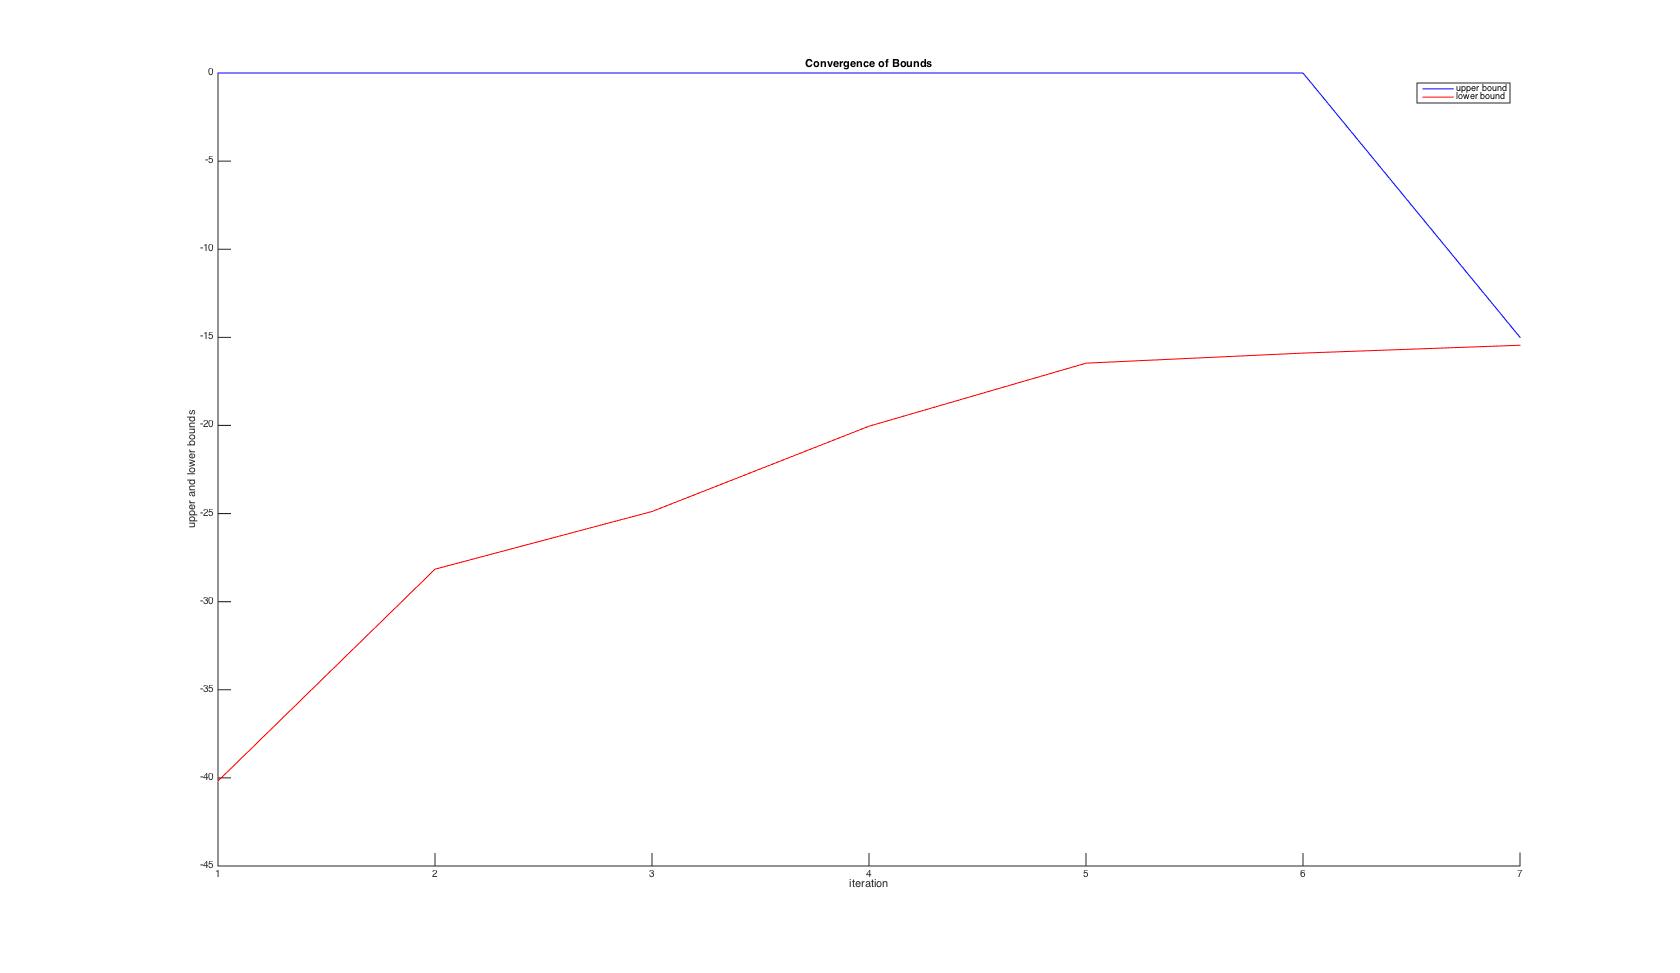 Convergence of Bounds
upper bound
lower bound
upper and lower bounds
0
-5
-10
-15
-20
-25
-30
-35
-40
-45
1 2 3 4 5 6 7
iteration